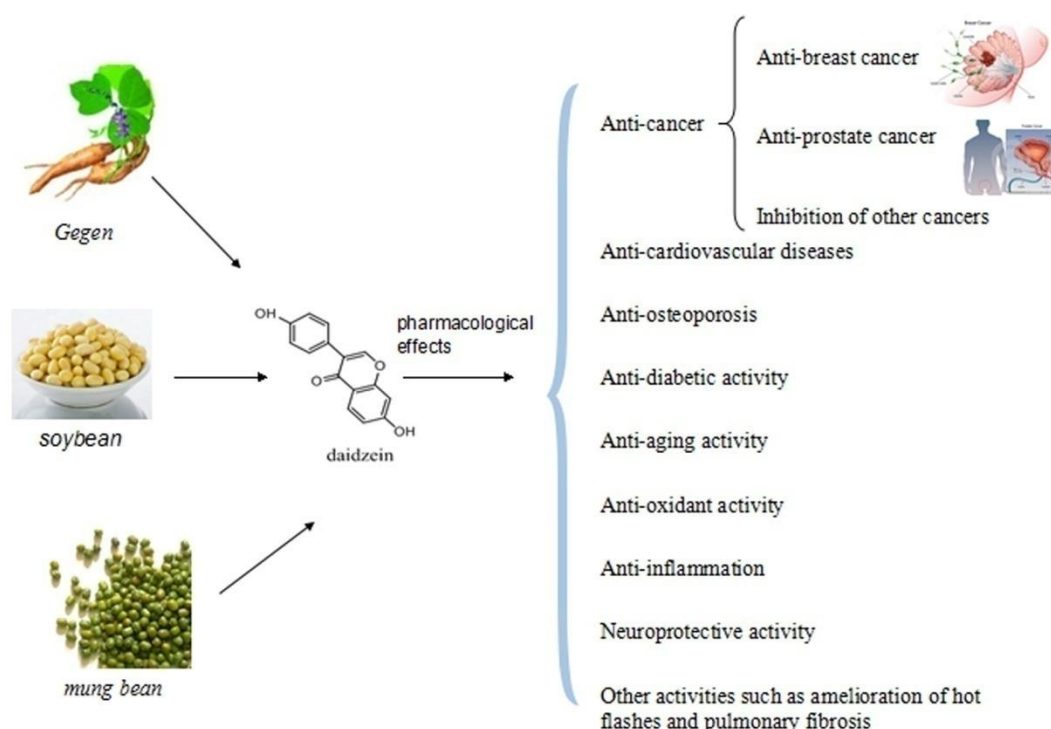 Gegen
soybean
mung bean
OH
O
O
OH
daidzein
pharmacological
effects
Anti-cancer
Anti-breast cancer
Breast Cancer
Anti-prostate cancer
Inhibition of other cancers
Anti-cardiovascular diseases
Anti-osteoporosis
Anti-diabetic activity
Anti-aging activity
Anti-oxidant activity
Anti-inflammation
Neuroprotective activity
Other activities such as amelioration of hot
flashes and pulmonary fibrosis